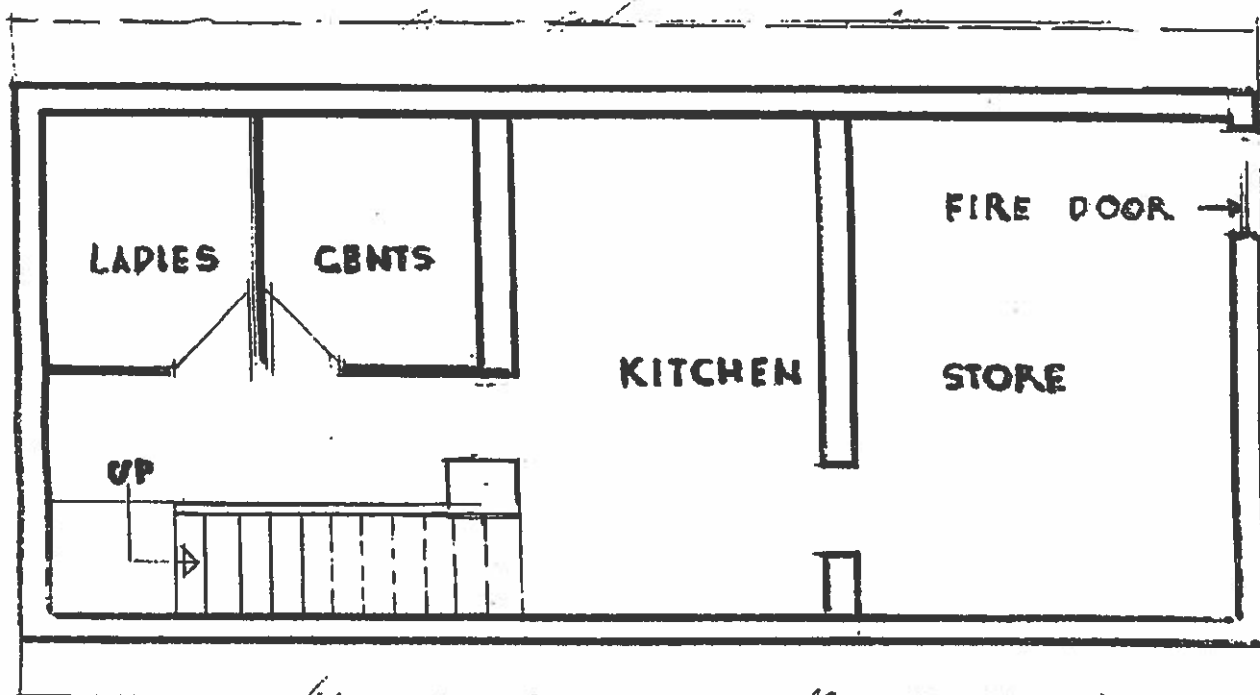 FIRE DOOR
LADIES
GENTS
KITCHEN
STORE
UP